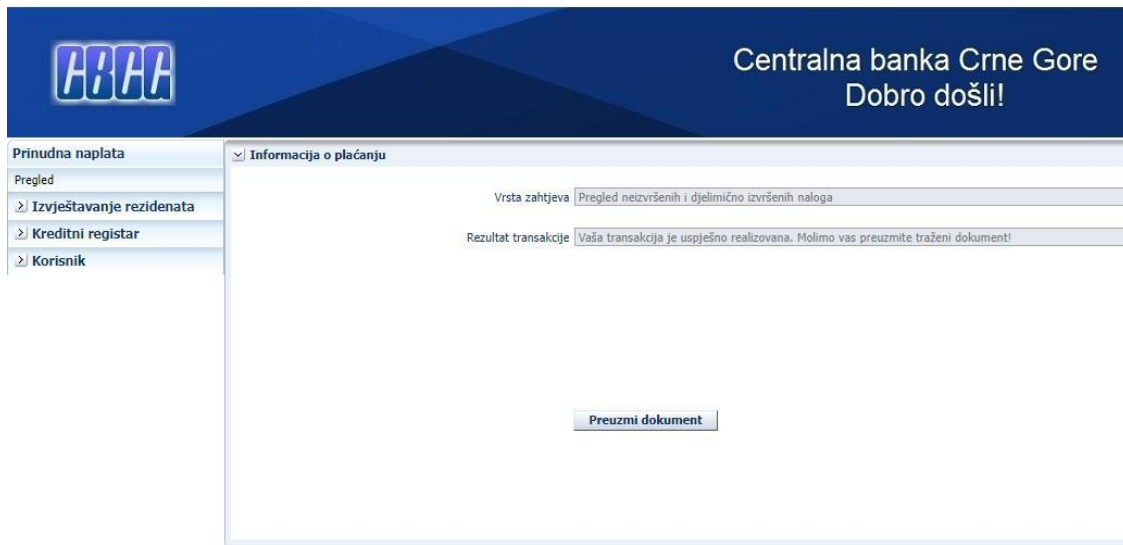 CBCG
Centralna banka Crne Gore
Dobro došli!
Prinudna naplata
Pregled
Izvještavanje rezidenata
Kreditni registar
Korisnik
Informacija o plaćanju
Vrsta zahtjeva Pregled neizvršenih i djelimično izvršenih naloga
Rezultat transakcije Vaša transakcija je uspješno realizovana. Molimo vas preuzmite traženi dokument!
Preuzmi dokument